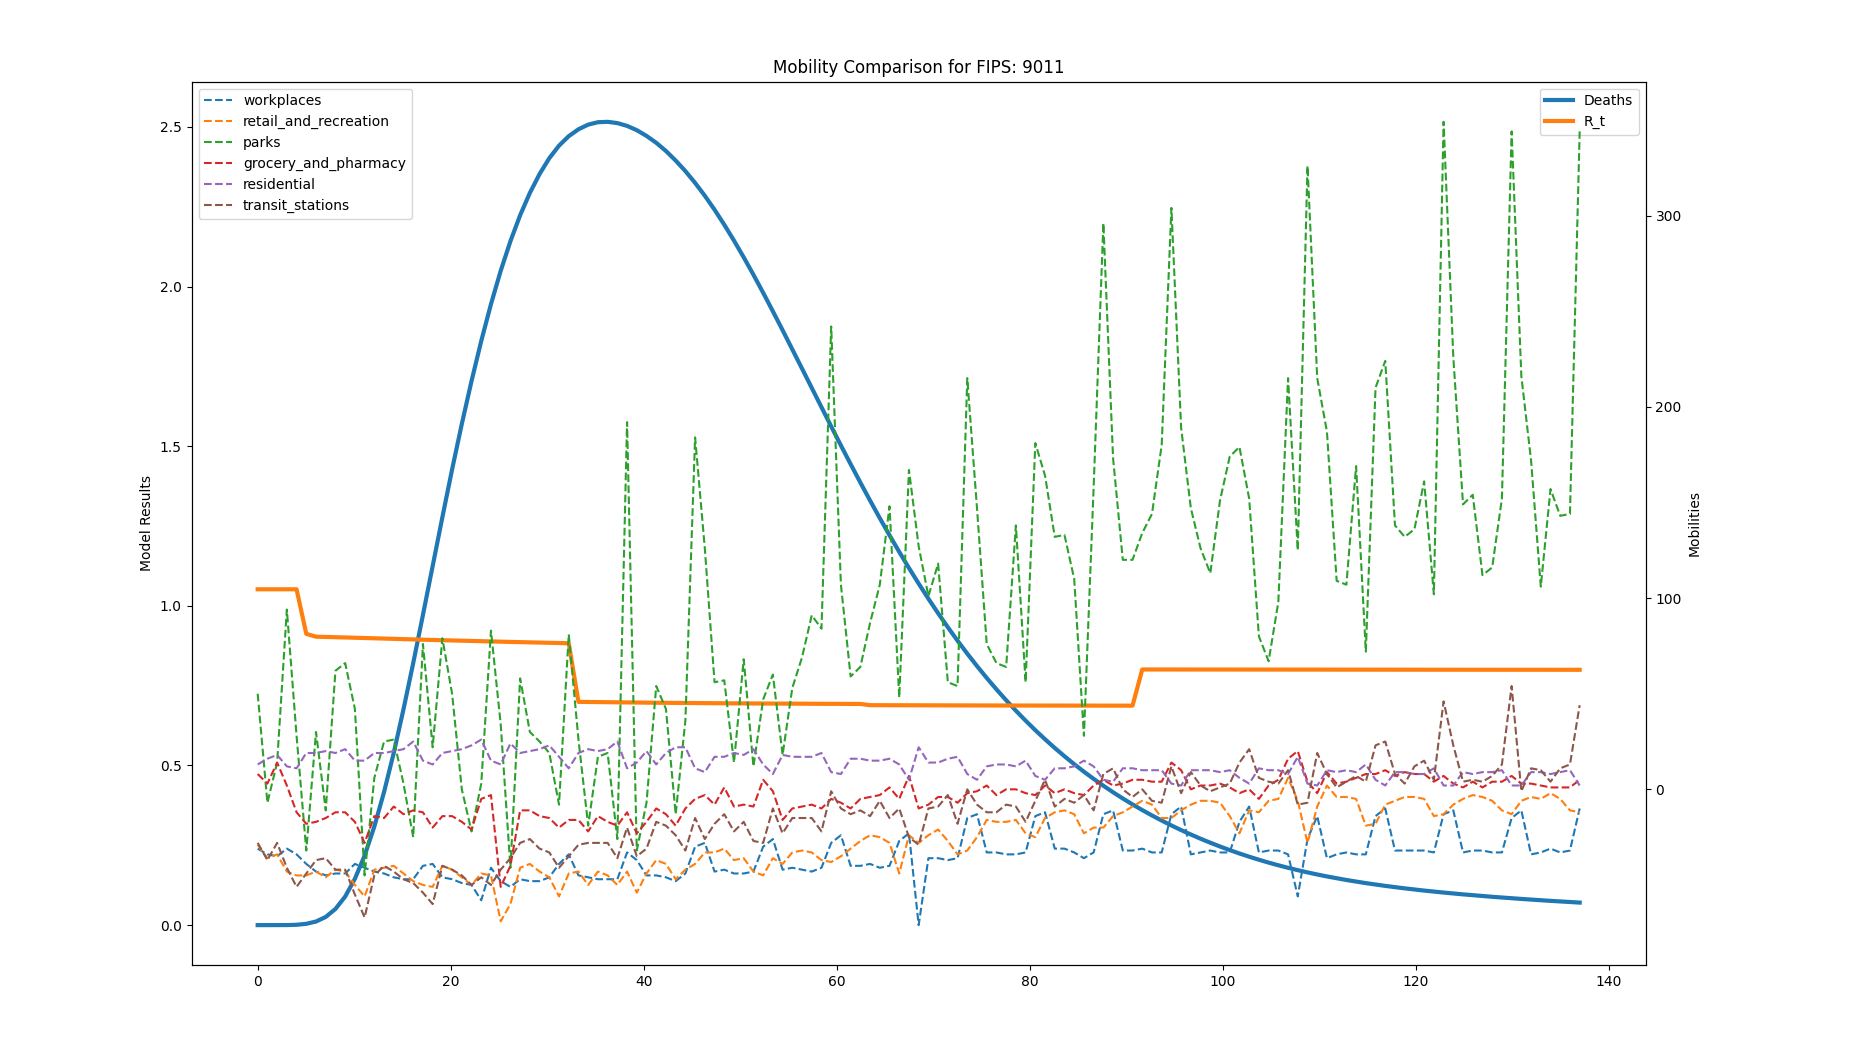 Mobility Comparison for FIPS: 9011
workplaces
retail_and_recreation
parks
grocery_and_pharmacy
residential
transit_stations
Deaths
R_t
2.5
2.0
1.5
1.0
0.5
0.0
Model Results
300
200
100
0
Mobilities
0 20 40 60 80 100 120 140